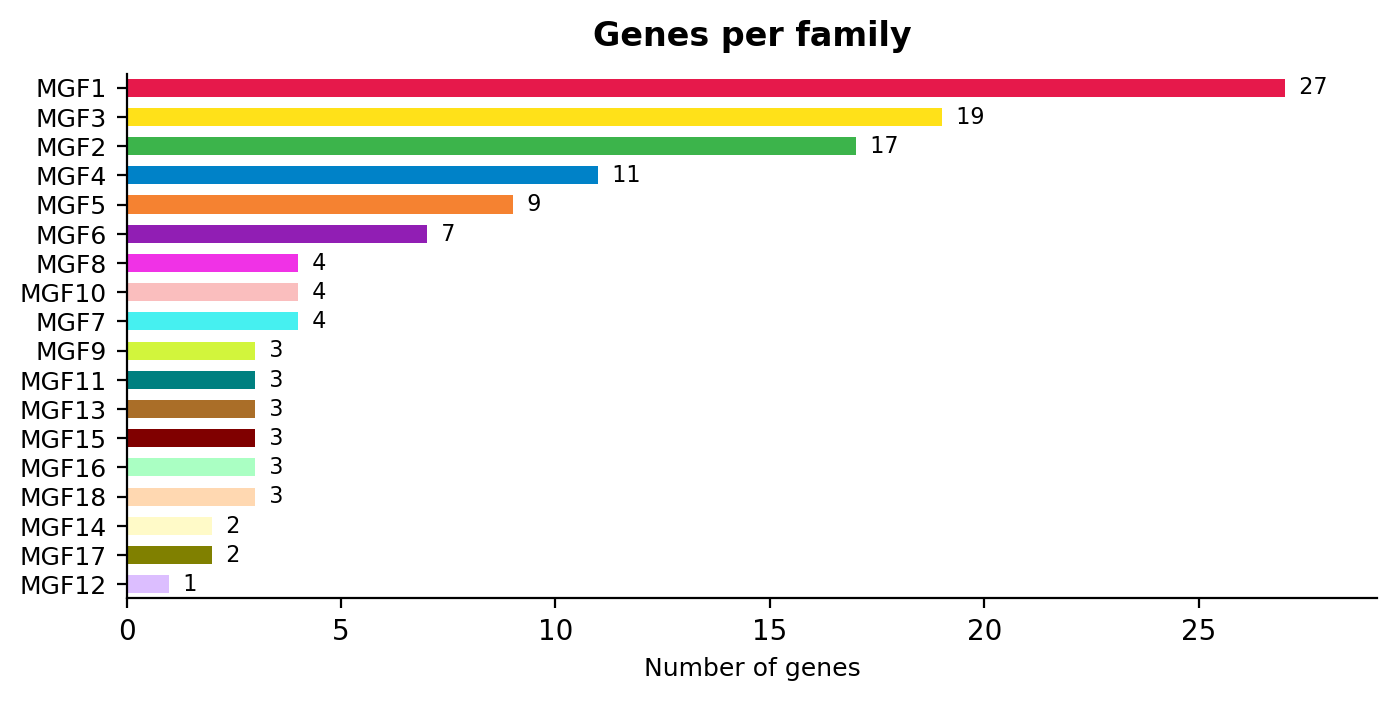 Genes per family
MGF1 27
MGF3 19
MGF2 17
MGF4 11
MGF5 9
MGF6 7
MGF8 4
MGF10 4
MGF7 4
MGF9 3
MGF11 3
MGF13 3
MGF15 3
MGF16 3
MGF18 3
MGF14 2
MGF17 2
MGF12 1
0 5 10 15 20 25
Number of genes